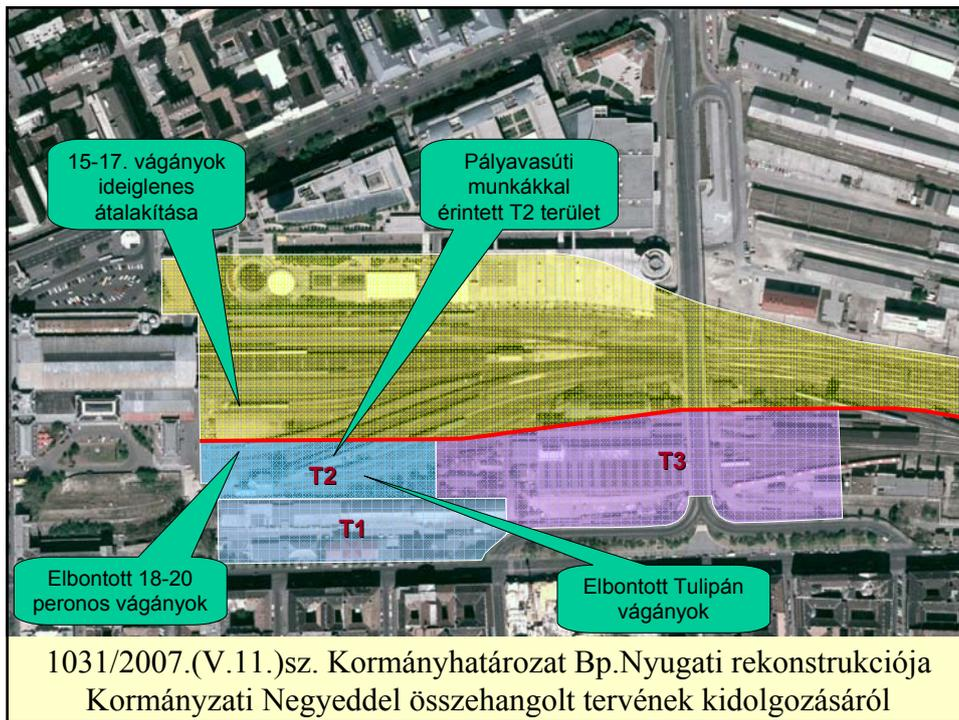 15-17. vágányok
ideiglenes
átalakítása
Pályavasúti
munkákkal
érintett T2 terület
T2
T3
T1
Elbontott 18-20
peronos vágányok
Elbontott Tulipán
vágányok
1031/2007.(V.11.)sz. Kormányhatározat Bp.Nyugati rekonstrukciója
Kormányzati Negyeddel összehangolt tervének kidolgozásáról